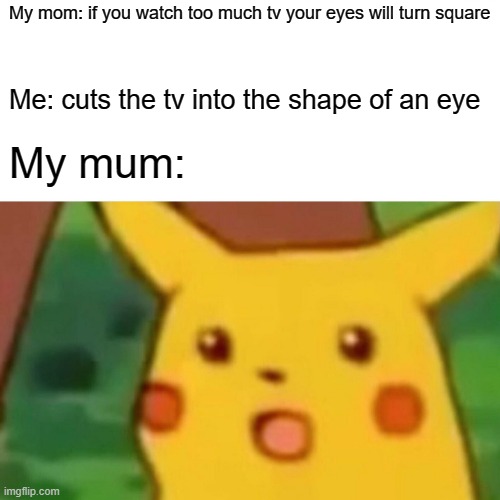 My mom: if you watch too much tv your eyes will turn square
Me: cuts the tv into the shape of an eye
My mum:
imgflip.com